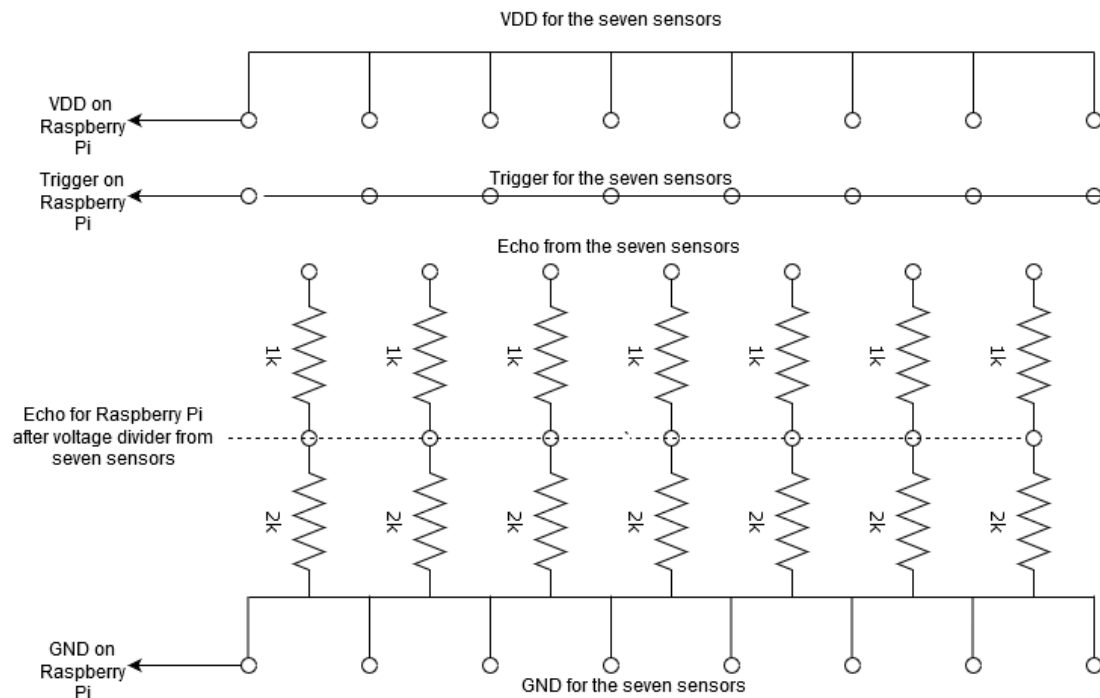 VDD for the seven sensors
VDD on
Raspberry
Pi
Trigger on
Raspberry
Pi
Trigger for the seven sensors
Echo from the seven sensors
1k
1k
1k
1k
1k
1k
1k
Echo for Raspberry Pi
after voltage divider from
seven sensors
2k
2k
2k
2k
2k
2k
2k
GND on
Raspberry
Pi
GND for the seven sensors